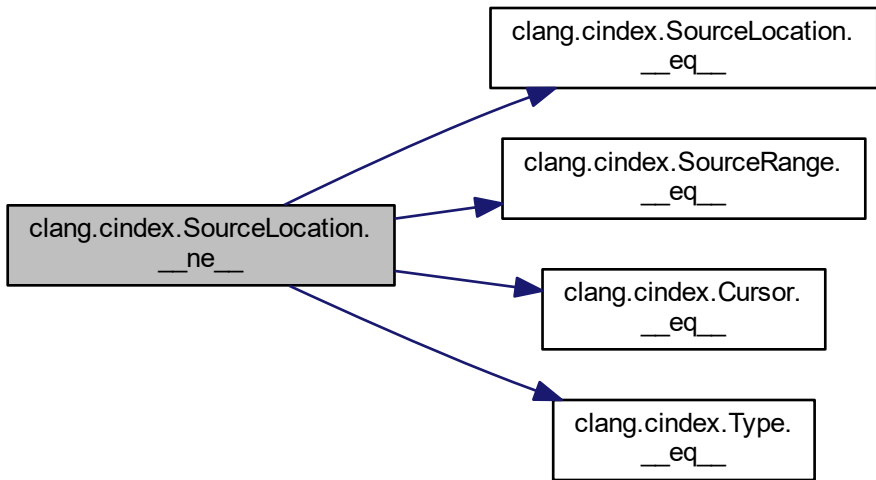 clang.cindex.SourceLocation.
__eq__
clang.cindex.SourceRange.
__eq__
clang.cindex.SourceLocation.
__ne__
clang.cindex.Cursor.
__eq__
clang.cindex.Type.
__eq__